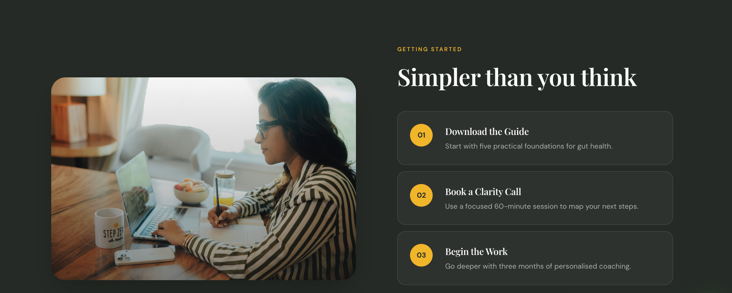 GETTING STARTED
Simpler than you think
01
Download the Guide
Start with five practical foundations for gut health.
02
Book a Clarity Call
Use a focused 60-minute session to map your next steps.
03
Begin the Work
Go deeper with three months of personalised coaching.
STEP